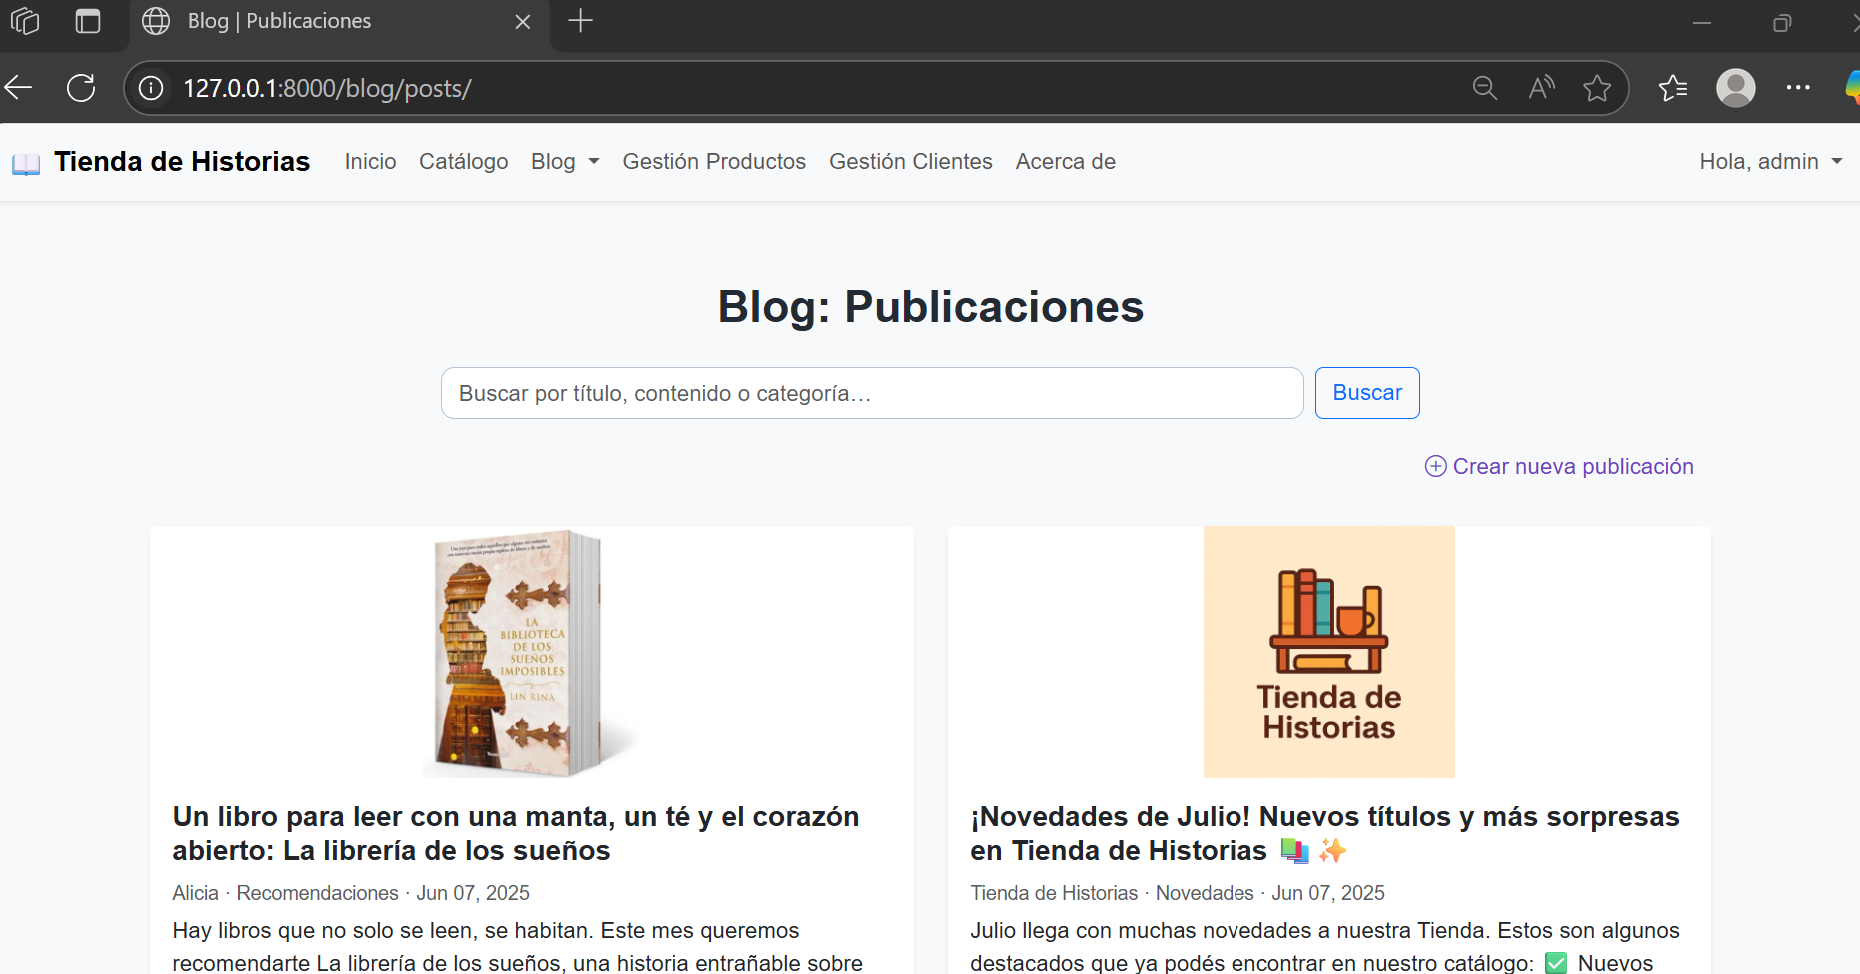 Blog | Publicaciones
127.0.0.1:8000/blog/posts/
Tienda de Historias
Inicio
Catálogo
Blog
Gestión Productos
Gestión Clientes
Acerca de
Hola, admin
Blog: Publicaciones
Buscar por título, contenido o categoría…
Buscar
Crear nueva publicación
LA
BIBLIOTECA
DE LOS
SUEÑOS
IMPOSIBLES
LIN RINA
Un libro para leer con una manta, un té y el corazón
abierto: La librería de los sueños
Alicia · Recomendaciones · Jun 07, 2025
Hay libros que no solo se leen, se habitan. Este mes queremos
recomendarte La librería de los sueños, una historia entrañable sobre
Tienda de
Historias
¡Novedades de Julio! Nuevos títulos y más sorpresas
en Tienda de Historias 📚 ✨
Tienda de Historias · Novedades · Jun 07, 2025
Julio llega con muchas novedades a nuestra Tienda. Estos son algunos
destacados que ya podés encontrar en nuestro catálogo: ✅ Nuevos